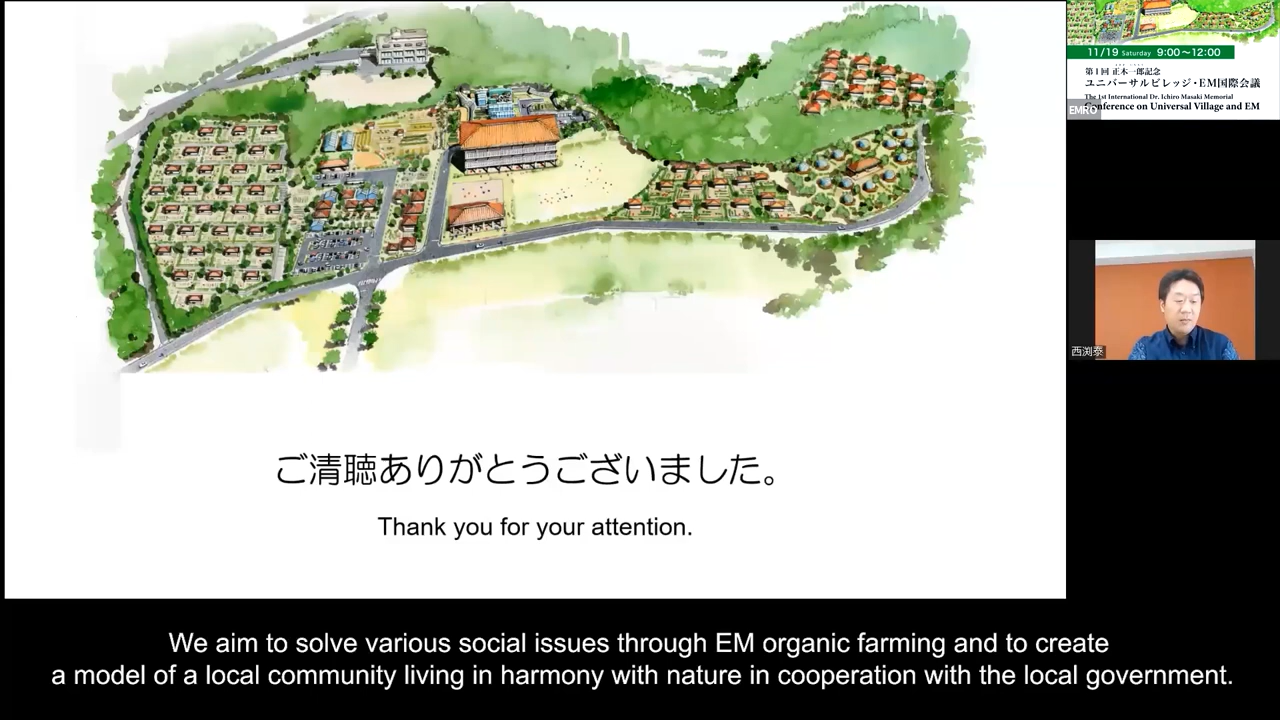 ご清聴ありがとうございました。
Thank you for your attention.
We aim to solve various social issues through EM organic farming and to create
a model of a local community living in harmony with nature in cooperation with the local government.
11/19 Saturday 9:00~12:00
第1回 正木一郎記念
ユニバーサルビレッジ・EM国際会議
The 1st International Dr. Ichiro Masaki Memorial
Conference on Universal Village and EM
EMRO
西渕泰